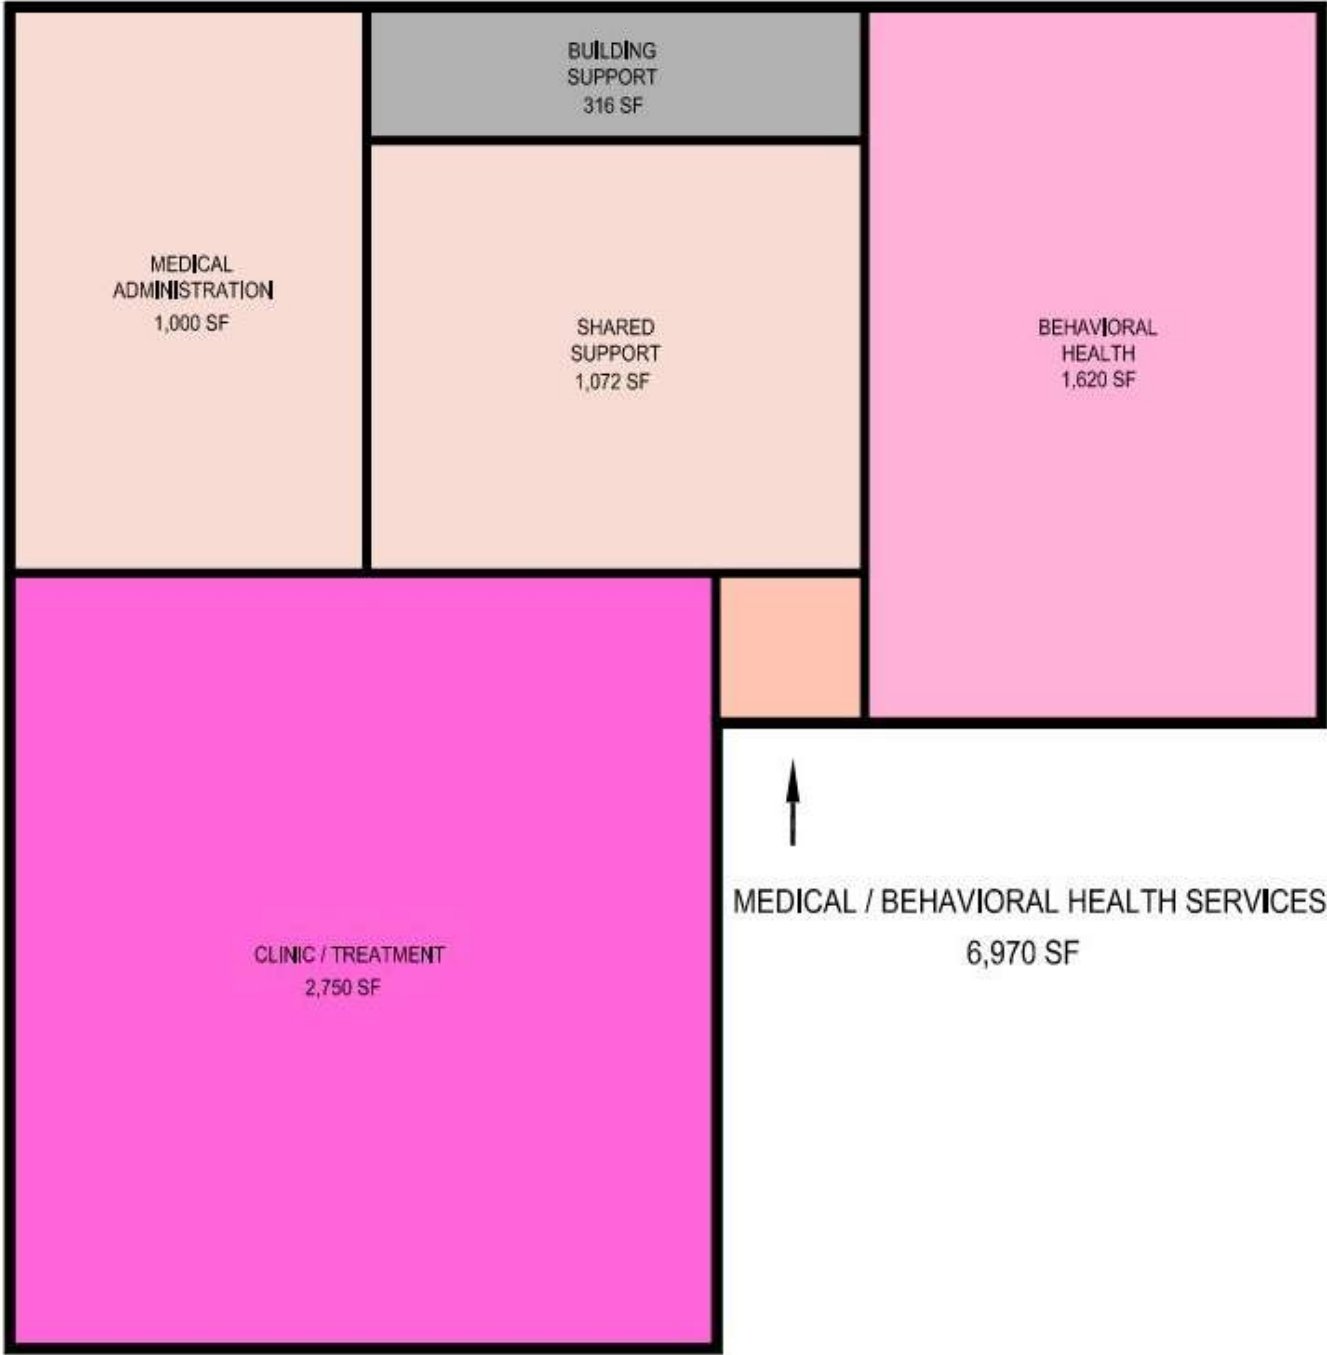 BUILDING
SUPPORT
316 SF
MEDICAL
ADMINISTRATION
1,000 SF
SHARED
SUPPORT
1,072 SF
BEHAVIORAL
HEALTH
1,620 SF
CLINIC / TREATMENT
2,750 SF
MEDICAL / BEHAVIORAL HEALTH SERVICES
6,970 SF